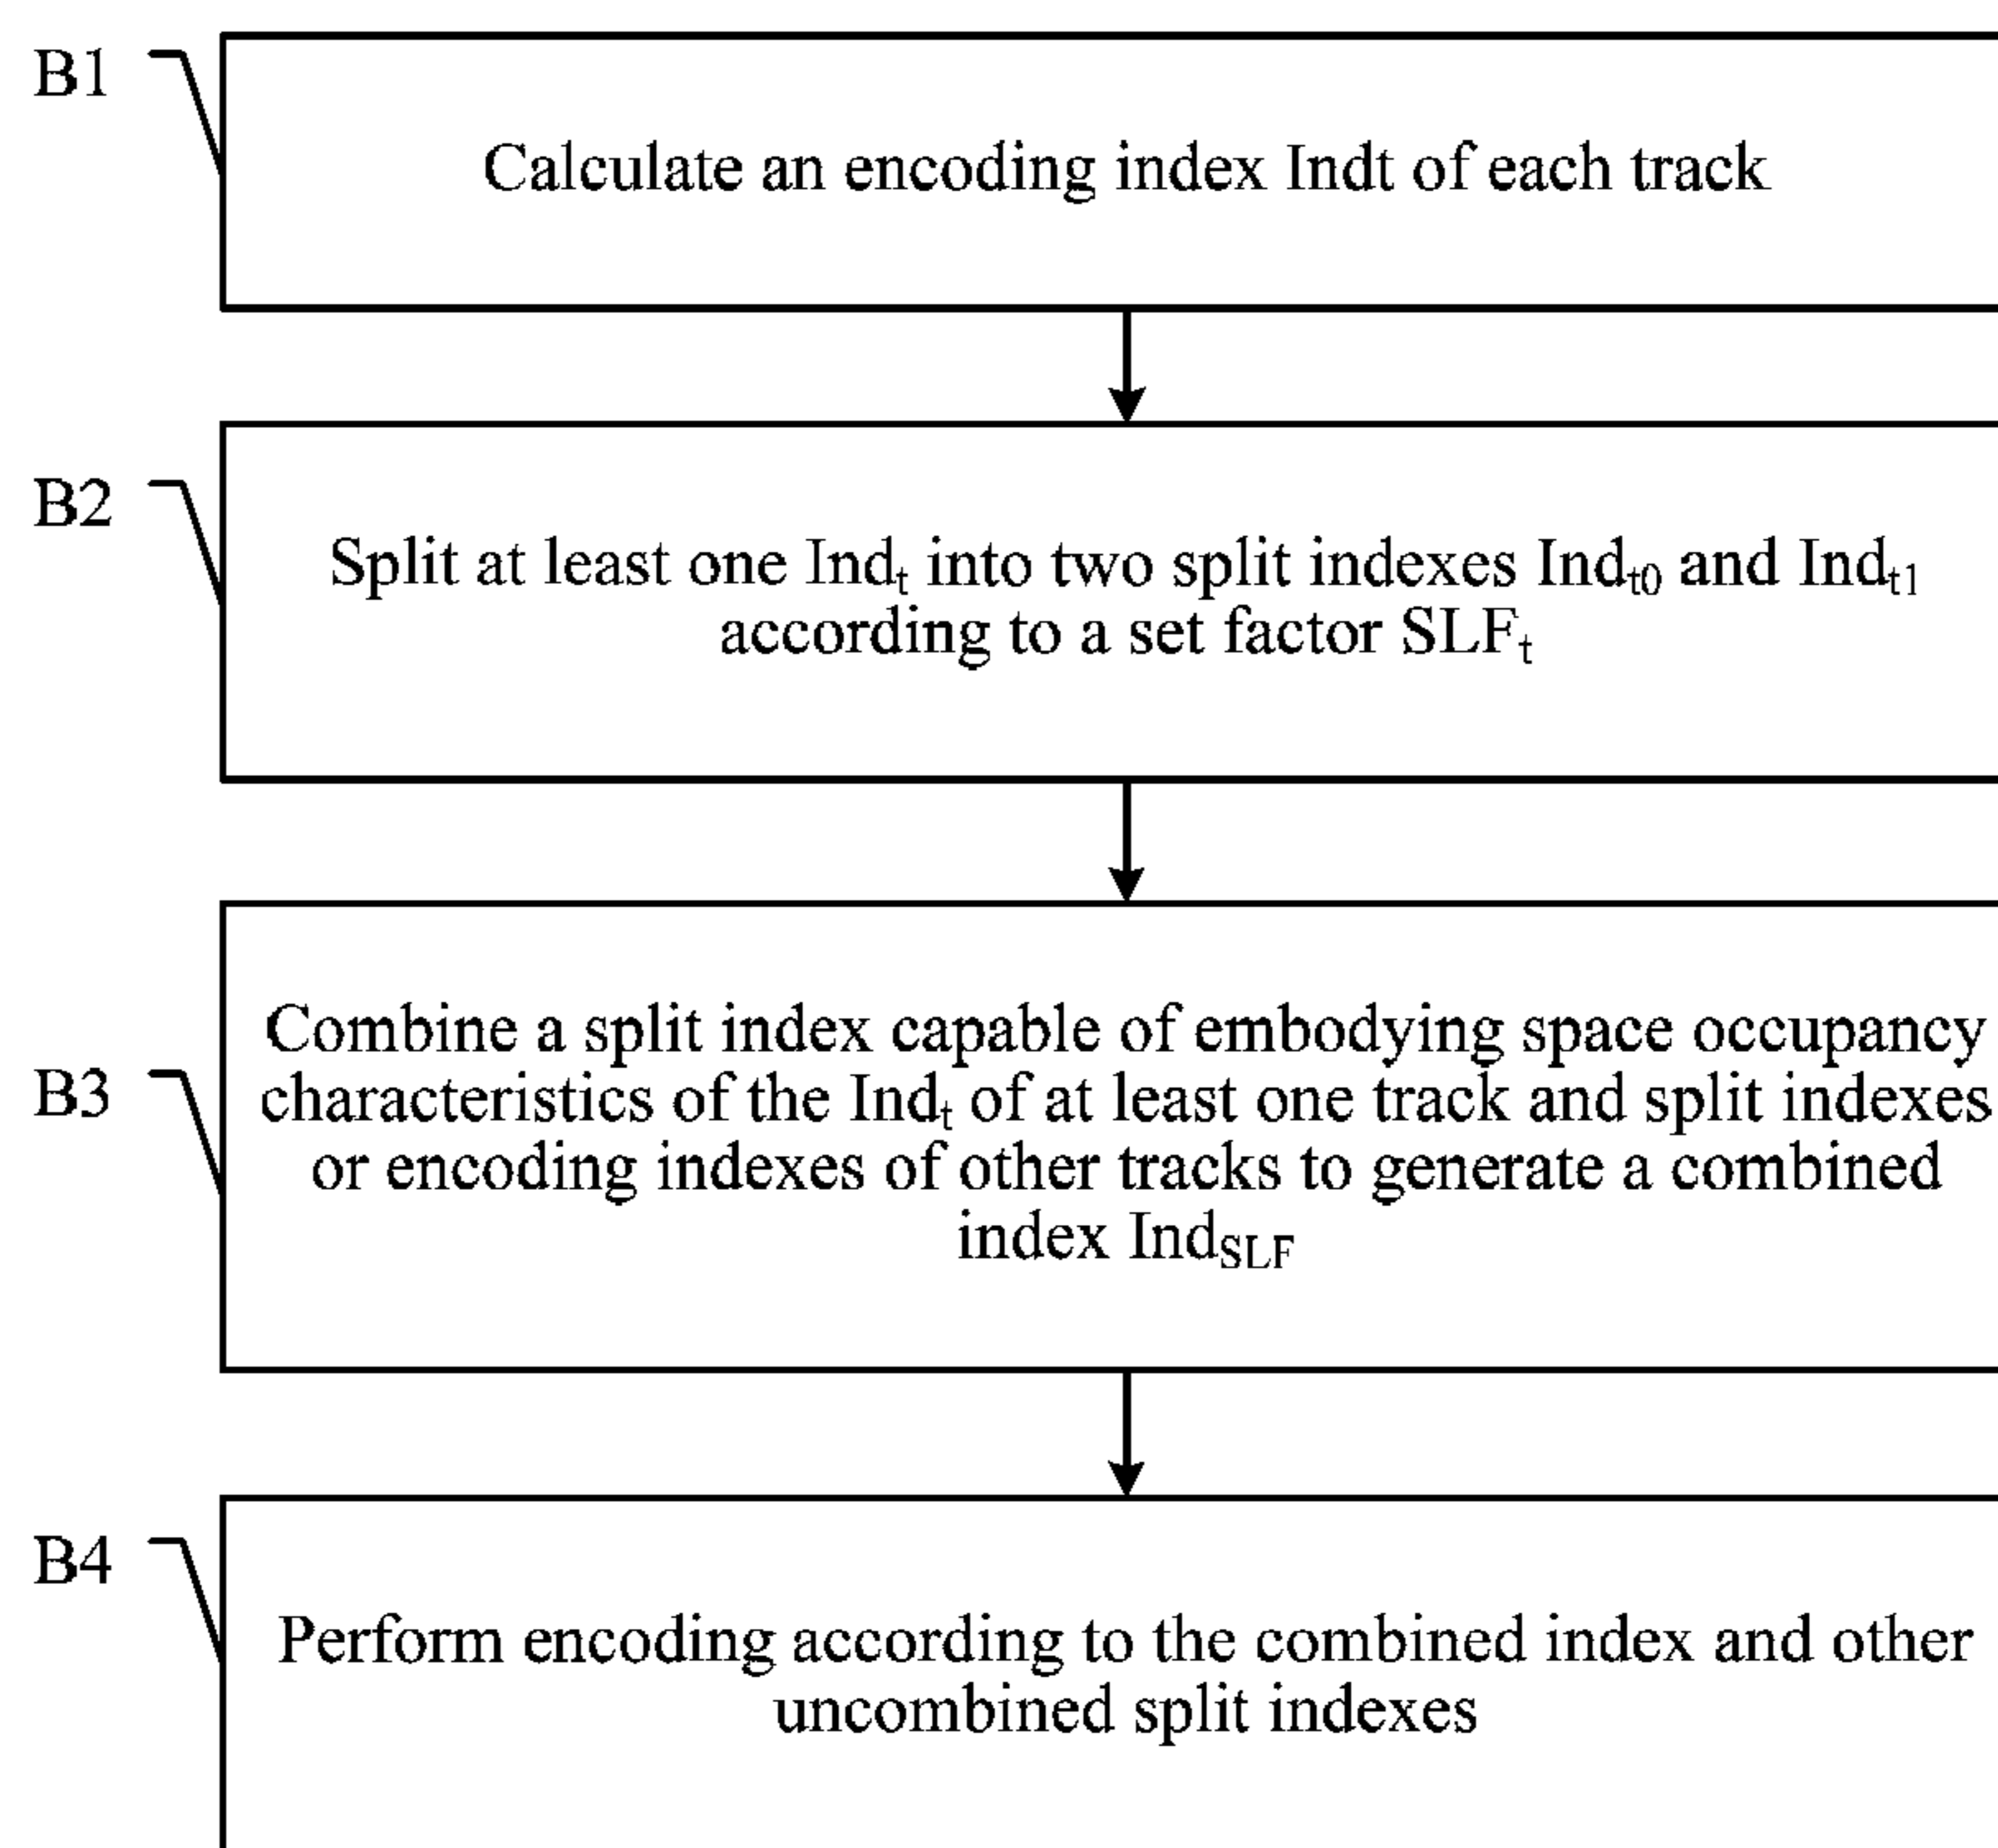 B1
Calculate an encoding index Indt of each track
B2
Split at least one Indₜ into two split indexes Indₜ₀ and Indₜ₁
according to a set factor SLFₜ
B3
Combine a split index capable of embodying space occupancy
characteristics of the Indₜ of at least one track and split indexes
or encoding indexes of other tracks to generate a combined
index Ind_SLF
B4
Perform encoding according to the combined index and other
uncombined split indexes